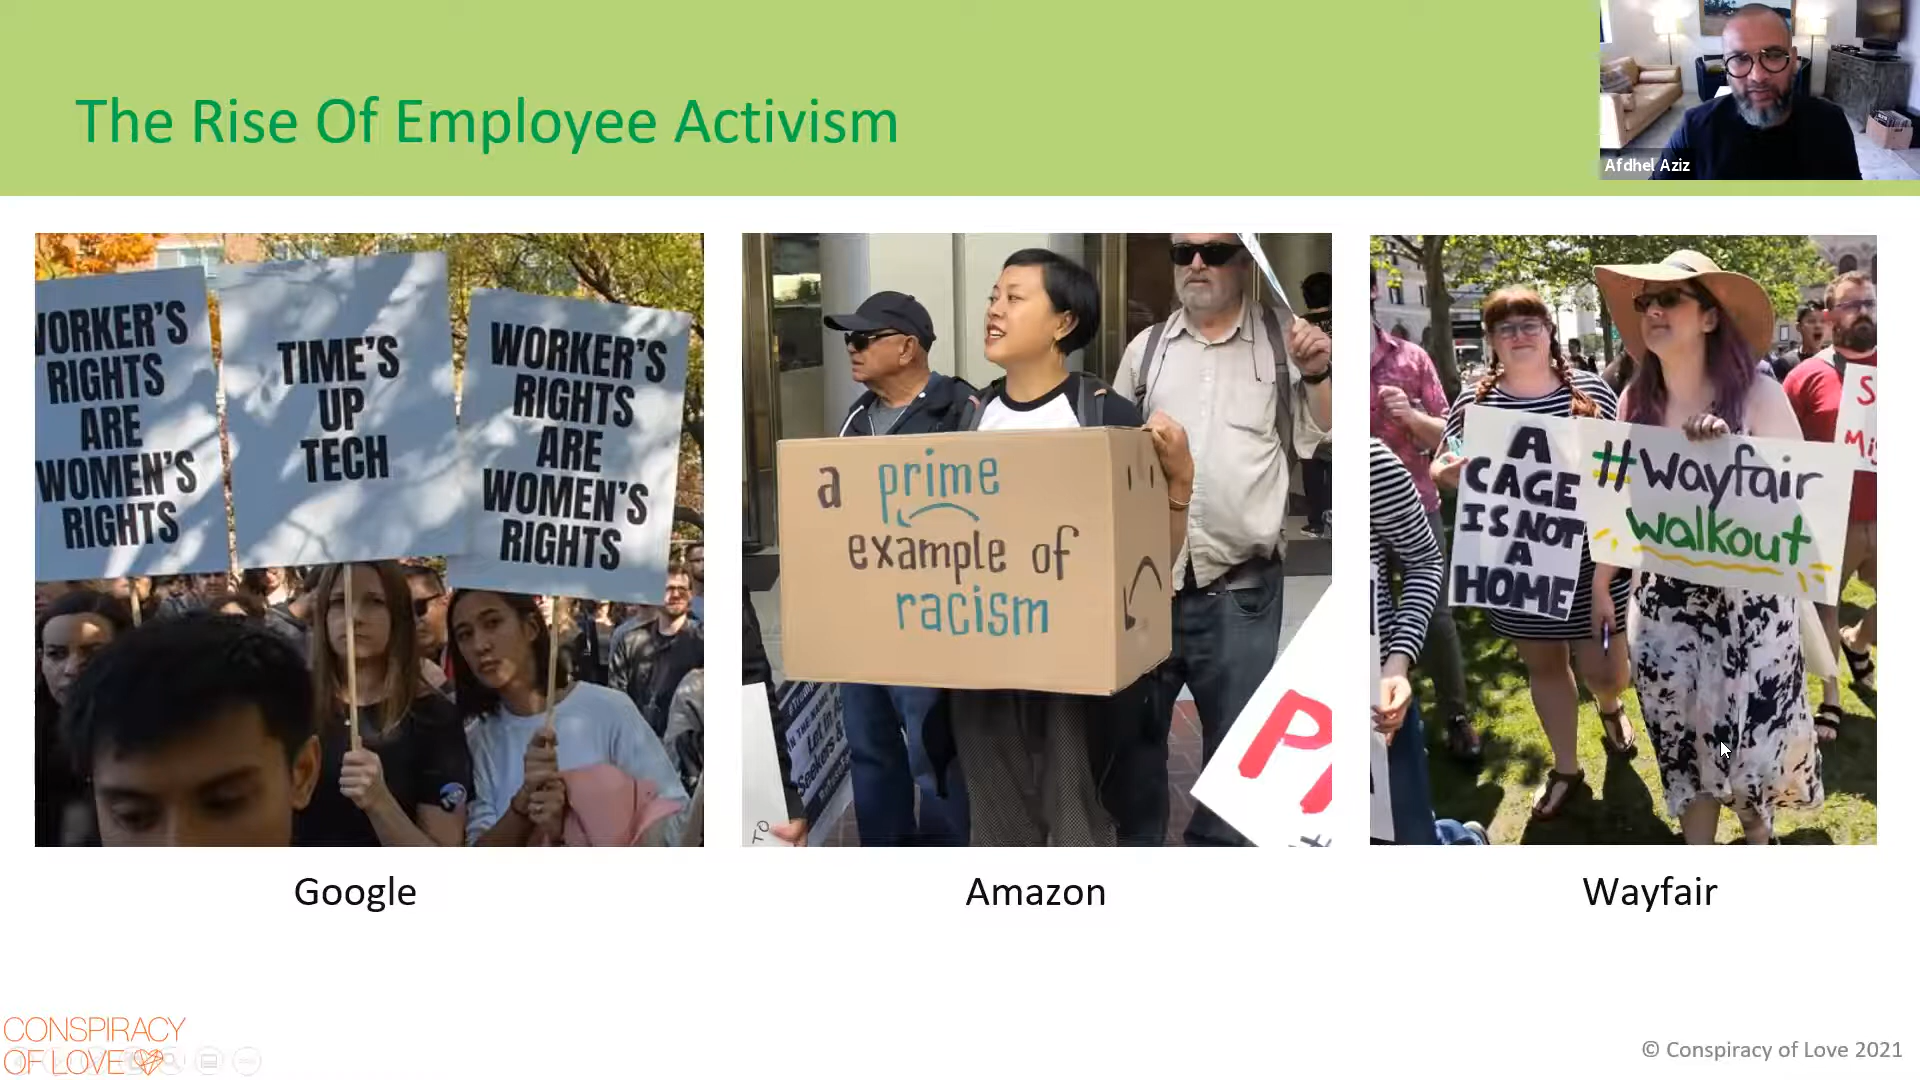 The Rise Of Employee Activism
Afdhel Aziz
WORKER'S
RIGHTS
ARE
WOMEN'S
RIGHTS
TIME'S
UP
TECH
WORKER'S
RIGHTS
ARE
WOMEN'S
RIGHTS
a prime
example of
racism
TO
A
CAGE
IS NOT
A
HOME
#wayfair
walkout
Google
Amazon
Wayfair
CONSPIRACY
OF LOVE
© Conspiracy of Love 2021